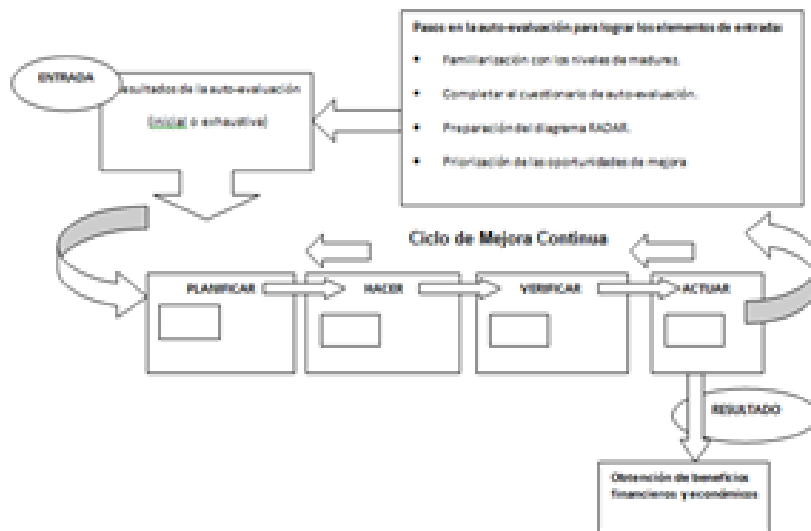 Pasos en la auto-evaluación para lograr los elementos de entrada:
• Familiarización con los niveles de madures.
• Completar el cuestionario de auto-evaluación.
• Preparación del diagrama RADAR.
• Priorización de las oportunidades de mejora
ENTRADA
esultados de la auto-evaluación
(inicial o exhaustiva)
Ciclo de Mejora Continua
PLANIFICAR
HACER
VERIFICAR
ACTUAR
RESULTADO
Obtención de beneficios
financieros y económicos